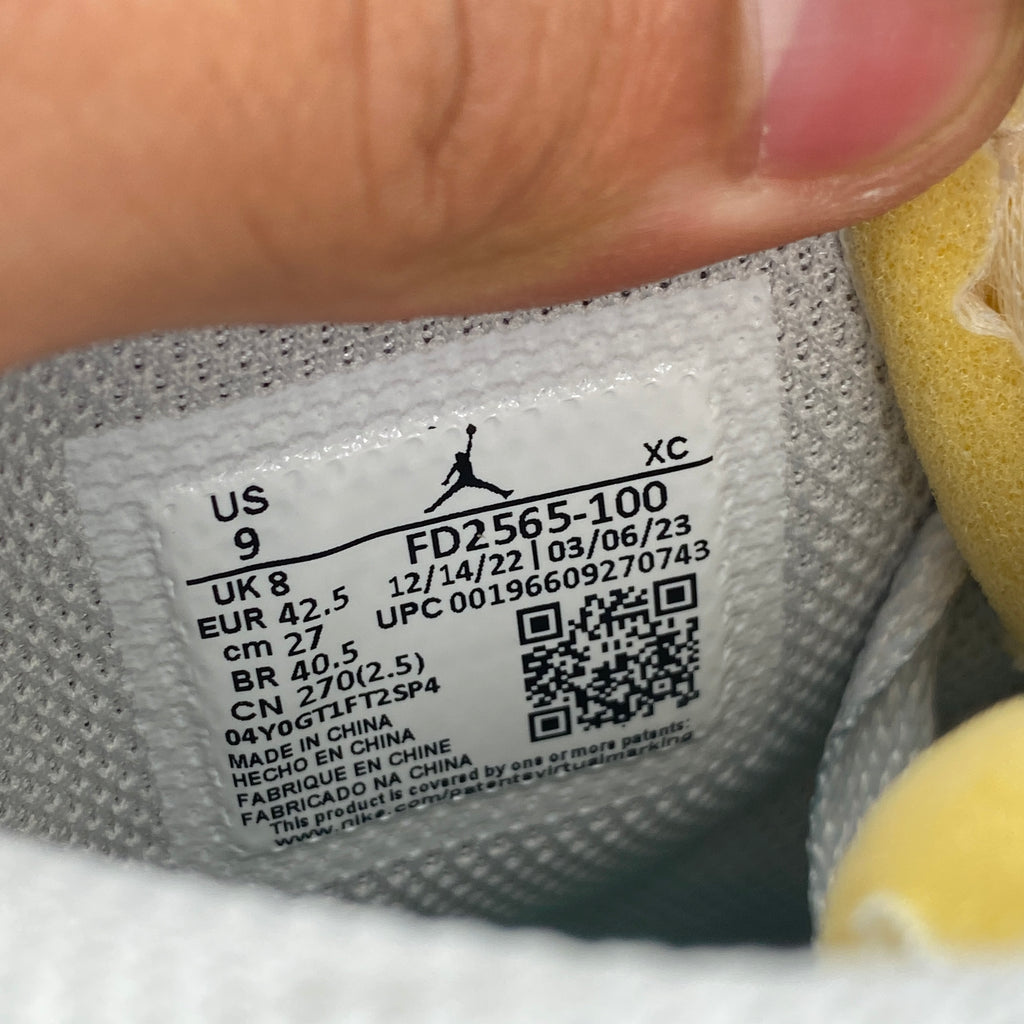 US
9
XC
FD2565-100
12/14/22 | 03/06/23
UPC 00196609270743
UK 8
EUR 42.5
cm 27
BR 40.5
CN 270(2.5)
04Y0GT1FT2SP4
MADE IN CHINA
HECHO EN CHINA
FABRIQUE EN CHINE
FABRICADO NA CHINA
This product is covered by one or more patents:
www.nike.com/patentsvirtualmarking